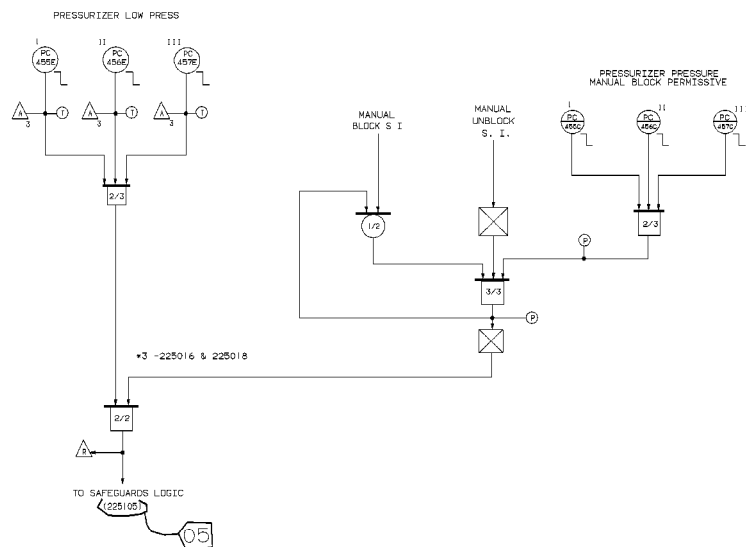 PRESSURIZER LOW PRESS
I
II
III
PC
455E
PC
456E
PC
457E
A
3
T
A
3
T
A
3
T
2/3
MANUAL
BLOCK S I
MANUAL
UNBLOCK
S. I.
PRESSURIZER PRESSURE
MANUAL BLOCK PERMISSIVE
I
II
III
PC
455C
PC
456C
PC
457C
1/2
2/3
P
3/3
P
*3 -225016 & 225018
2/2
R
TO SAFEGUARDS LOGIC
(225105)
05